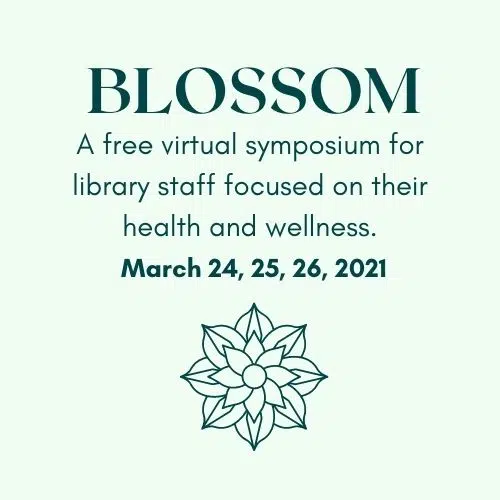 BLOSSOM
A free virtual symposium for
library staff focused on their
health and wellness.
March 24, 25, 26, 2021